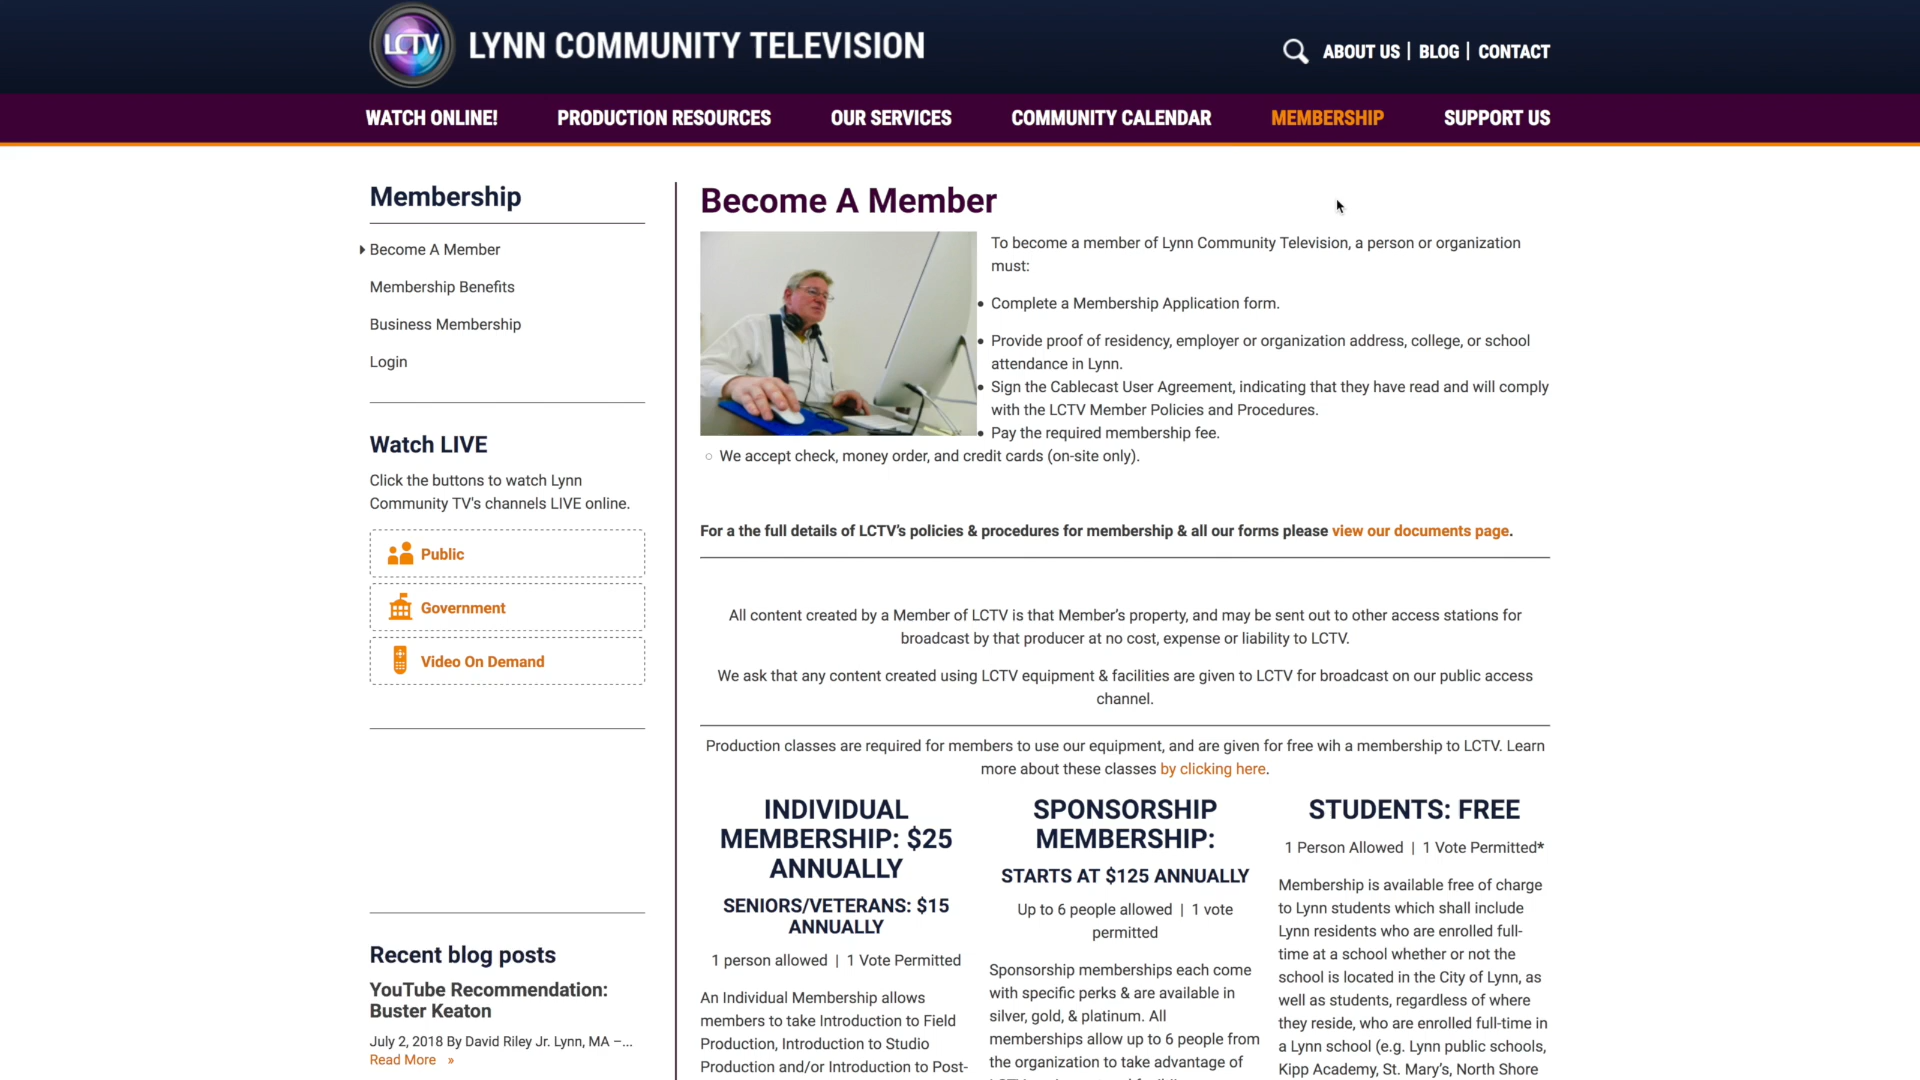 LCTV
LYNN COMMUNITY TELEVISION
ABOUT US | BLOG | CONTACT
WATCH ONLINE!
PRODUCTION RESOURCES
OUR SERVICES
COMMUNITY CALENDAR
MEMBERSHIP
SUPPORT US
Membership
Become A Member
Membership Benefits
Business Membership
Login
Watch LIVE
Click the buttons to watch Lynn
Community TV's channels LIVE online.
Public
Government
Video On Demand
Recent blog posts
YouTube Recommendation:
Buster Keaton
July 2, 2018 By David Riley Jr. Lynn, MA –...
Read More »
Become A Member
To become a member of Lynn Community Television, a person or organization
must:
• Complete a Membership Application form.
• Provide proof of residency, employer or organization address, college, or school
attendance in Lynn.
• Sign the Cablecast User Agreement, indicating that they have read and will comply
with the LCTV Member Policies and Procedures.
• Pay the required membership fee.
○ We accept check, money order, and credit cards (on-site only).
For a the full details of LCTV's policies & procedures for membership & all our forms please view our documents page.
All content created by a Member of LCTV is that Member's property, and may be sent out to other access stations for
broadcast by that producer at no cost, expense or liability to LCTV.
We ask that any content created using LCTV equipment & facilities are given to LCTV for broadcast on our public access
channel.
Production classes are required for members to use our equipment, and are given for free wih a membership to LCTV. Learn
more about these classes by clicking here.
INDIVIDUAL
MEMBERSHIP: $25
ANNUALLY
SENIORS/VETERANS: $15
ANNUALLY
1 person allowed | 1 Vote Permitted
An Individual Membership allows
members to take Introduction to Field
Production, Introduction to Studio
Production and/or Introduction to Post-
SPONSORSHIP
MEMBERSHIP:
STARTS AT $125 ANNUALLY
Up to 6 people allowed | 1 vote
permitted
Sponsorship memberships each come
with specific perks & are available in
silver, gold, & platinum. All
memberships allow up to 6 people from
the organization to take advantage of
STUDENTS: FREE
1 Person Allowed | 1 Vote Permitted*
Membership is available free of charge
to Lynn students which shall include
Lynn residents who are enrolled full-
time at a school whether or not the
school is located in the City of Lynn, as
well as students, regardless of where
they reside, who are enrolled full-time in
a Lynn school (e.g. Lynn public schools,
Kipp Academy, St. Mary's, North Shore